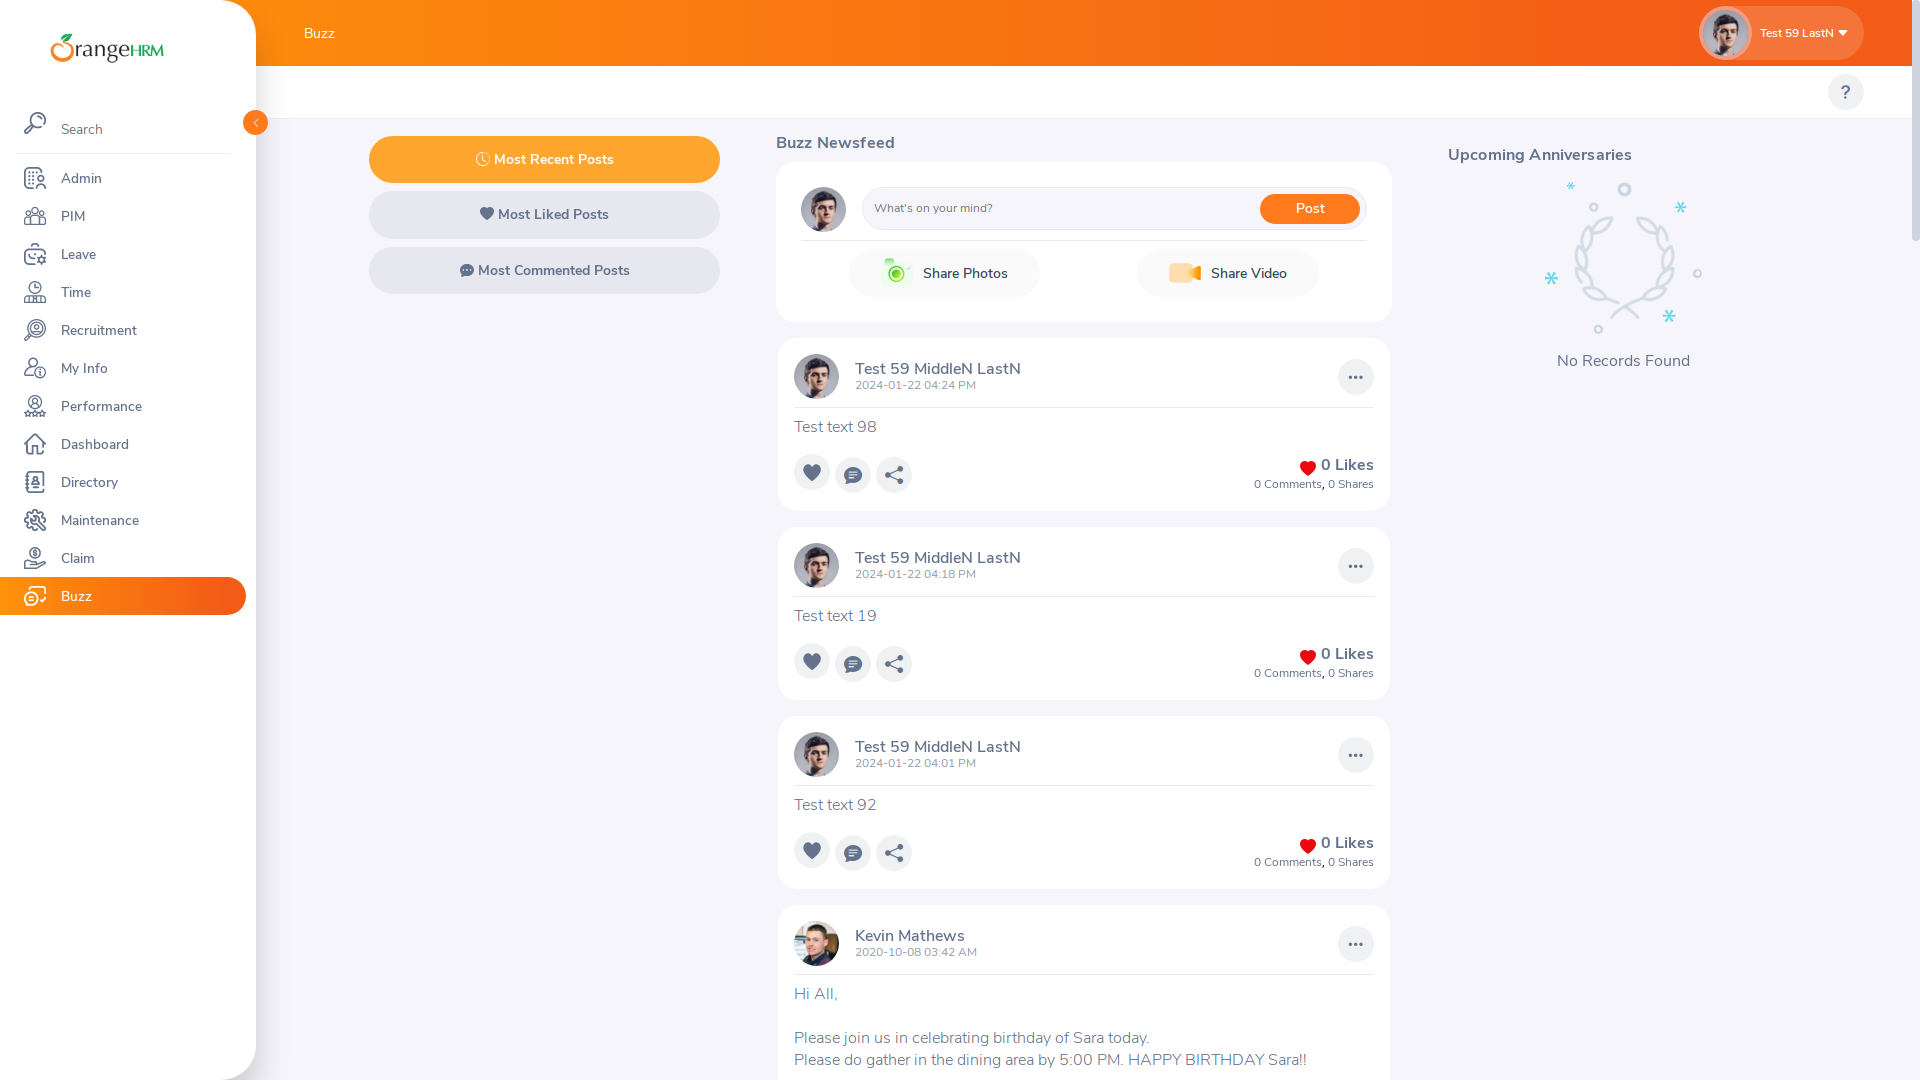 OrangeHRM
Search
Admin
PIM
Leave
Time
Recruitment
My Info
Performance
Dashboard
Directory
Maintenance
Claim
Buzz
Buzz
Test 59 LastN
?
Most Recent Posts
Most Liked Posts
Most Commented Posts
Buzz Newsfeed
What's on your mind?
Post
Share Photos
Share Video
Test 59 MiddleN LastN
2024-01-22 04:24 PM
Test text 98
0 Likes
0 Comments, 0 Shares
Test 59 MiddleN LastN
2024-01-22 04:18 PM
Test text 19
0 Likes
0 Comments, 0 Shares
Test 59 MiddleN LastN
2024-01-22 04:01 PM
Test text 92
0 Likes
0 Comments, 0 Shares
Kevin Mathews
2020-10-08 03:42 AM
Hi All,
Please join us in celebrating birthday of Sara today.
Please do gather in the dining area by 5:00 PM. HAPPY BIRTHDAY Sara!!
Upcoming Anniversaries
No Records Found